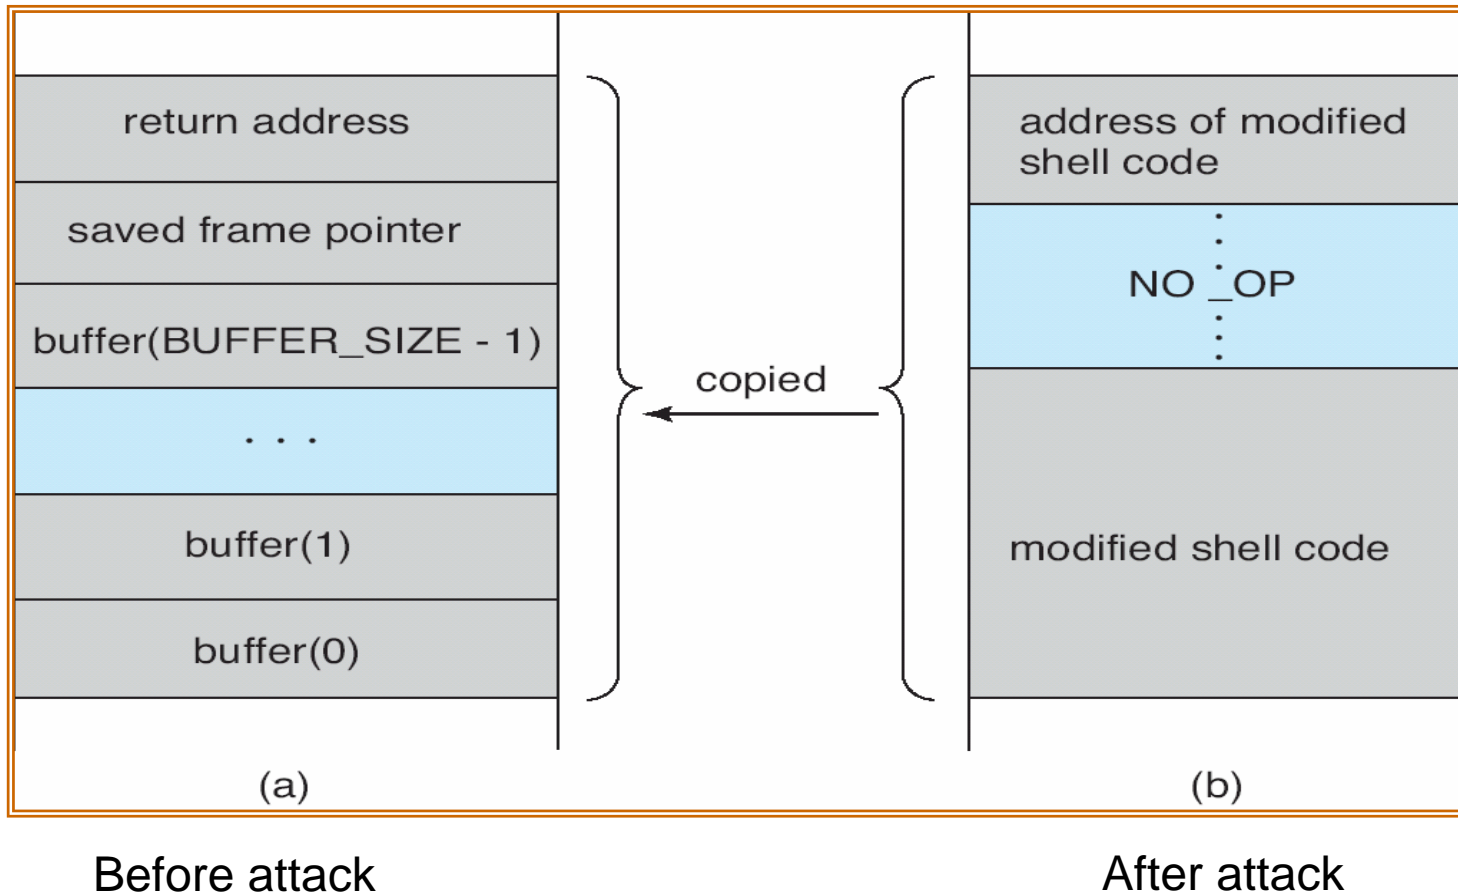 return address
saved frame pointer
buffer(BUFFER_SIZE - 1)
. . .
buffer(1)
buffer(0)
(a)
Before attack
copied
address of modified
shell code
NO _OP
modified shell code
(b)
After attack